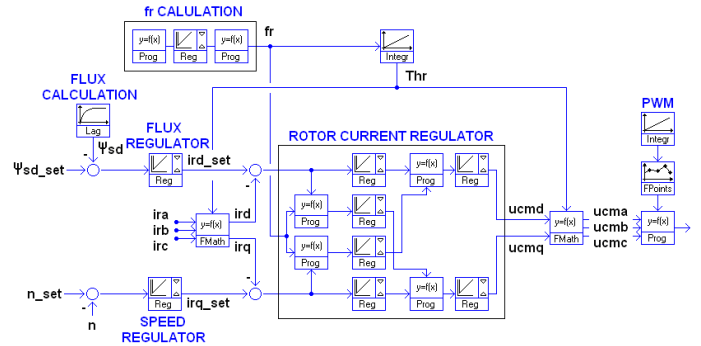 fr CALULATION
y=f(x)
Prog
Reg
y=f(x)
Prog
fr
Integr
Thr
FLUX
CALCULATION
Lag
-
Ψsd
PWM
Integr
FPoints
FLUX
REGULATOR
ROTOR CURRENT REGULATOR
Ψsd_set
Reg
ird_set
-
Reg
y=f(x)
Prog
Reg
ira
irb
irc
y=f(x)
FMath
ird
irq
y=f(x)
Prog
Reg
y=f(x)
Prog
Reg
ucmd
ucmq
y=f(x)
FMath
ucma
ucmb
ucmc
y=f(x)
Prog
n_set
-
n
Reg
irq_set
-
Reg
y=f(x)
Prog
Reg
SPEED
REGULATOR